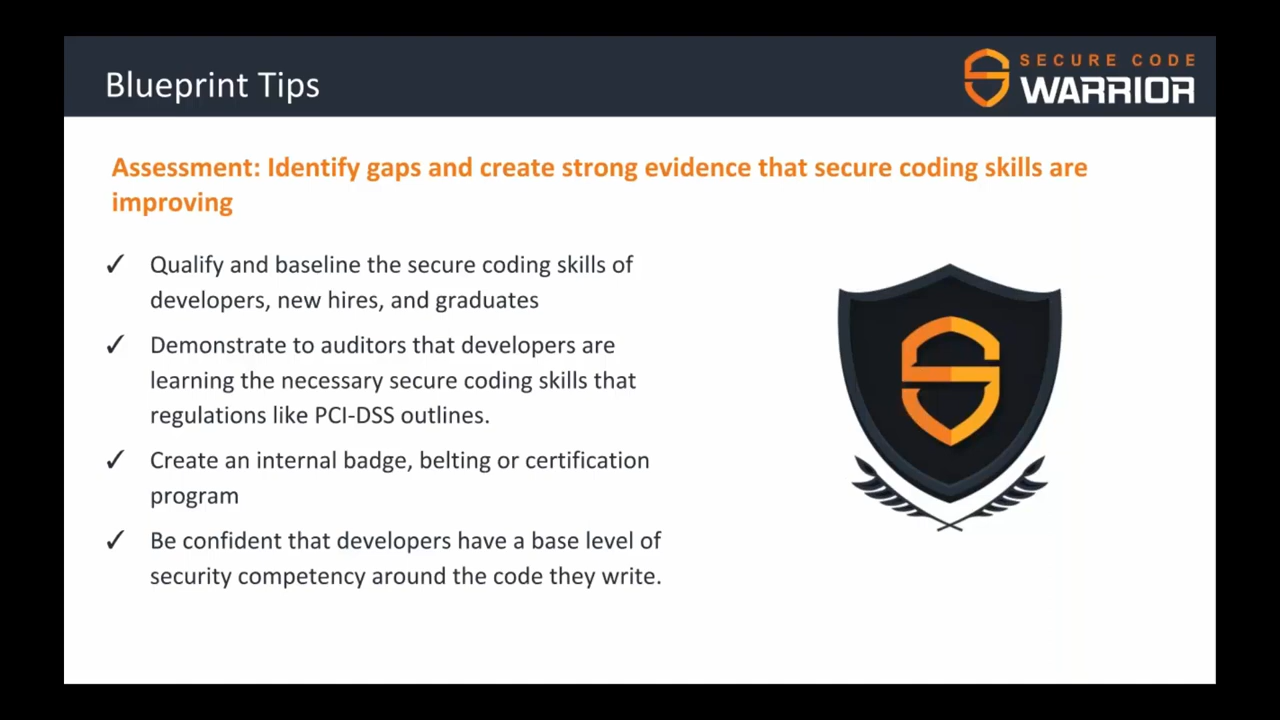 Blueprint Tips
SECURE CODE
WARRIOR
Assessment: Identify gaps and create strong evidence that secure coding skills are
improving
✓ Qualify and baseline the secure coding skills of
developers, new hires, and graduates
✓ Demonstrate to auditors that developers are
learning the necessary secure coding skills that
regulations like PCI-DSS outlines.
✓ Create an internal badge, belting or certification
program
✓ Be confident that developers have a base level of
security competency around the code they write.